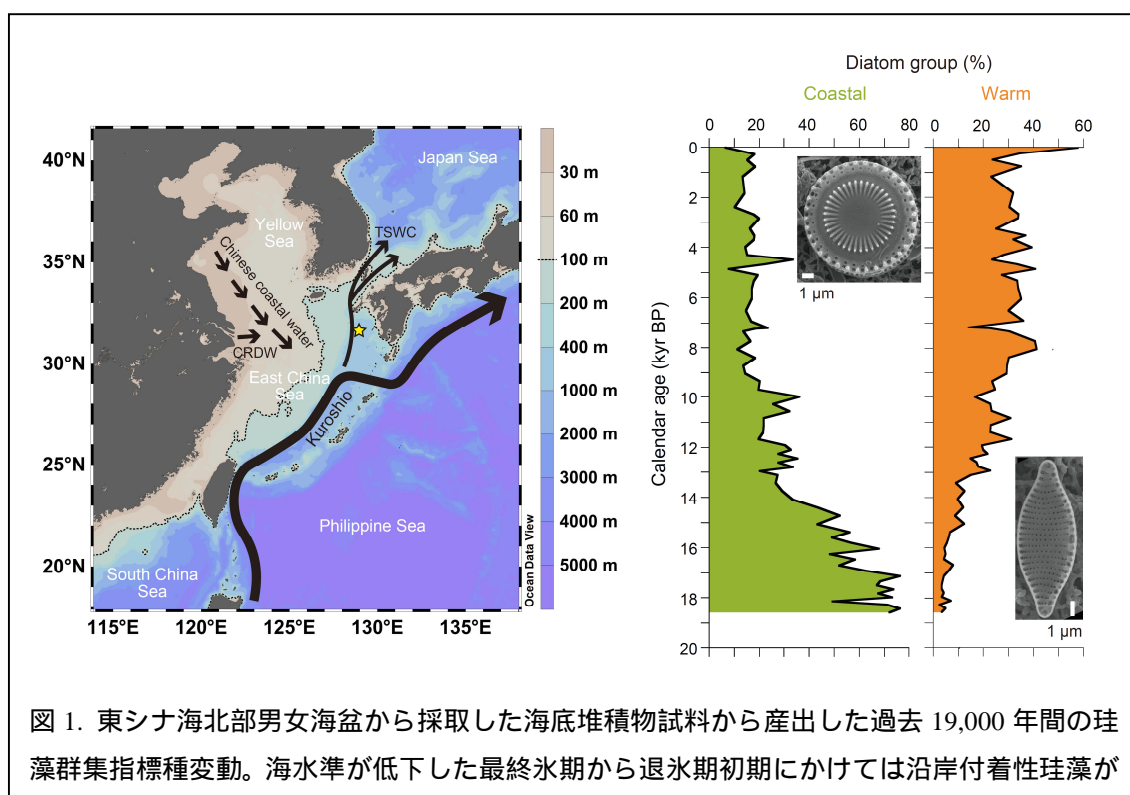 Diatom group (%)
Coastal
Warm
0 20 40 60 80
0 20 40 60
40°N
35°N
30°N
25°N
20°N
115°E 120°E 125°E 130°E 135°E
Japan Sea
Yellow
Sea
TSWC
Chinese coastal water
CRDW
East China
Sea
Kuroshio
Philippine Sea
South China
Sea
30 m
60 m
100 m
200 m
400 m
1000 m
2000 m
3000 m
4000 m
5000 m
Ocean Data View
Calendar age (kyr BP)
0
2
4
6
8
10
12
14
16
18
20
1 μm
1 μm
図 1. 東シナ海北部男女海盆から採取した海底堆積物試料から産出した過去 19,000 年間の珪
藻群集指標種変動。海水準が低下した最終氷期から退氷期初期にかけては沿岸付着性珪藻が